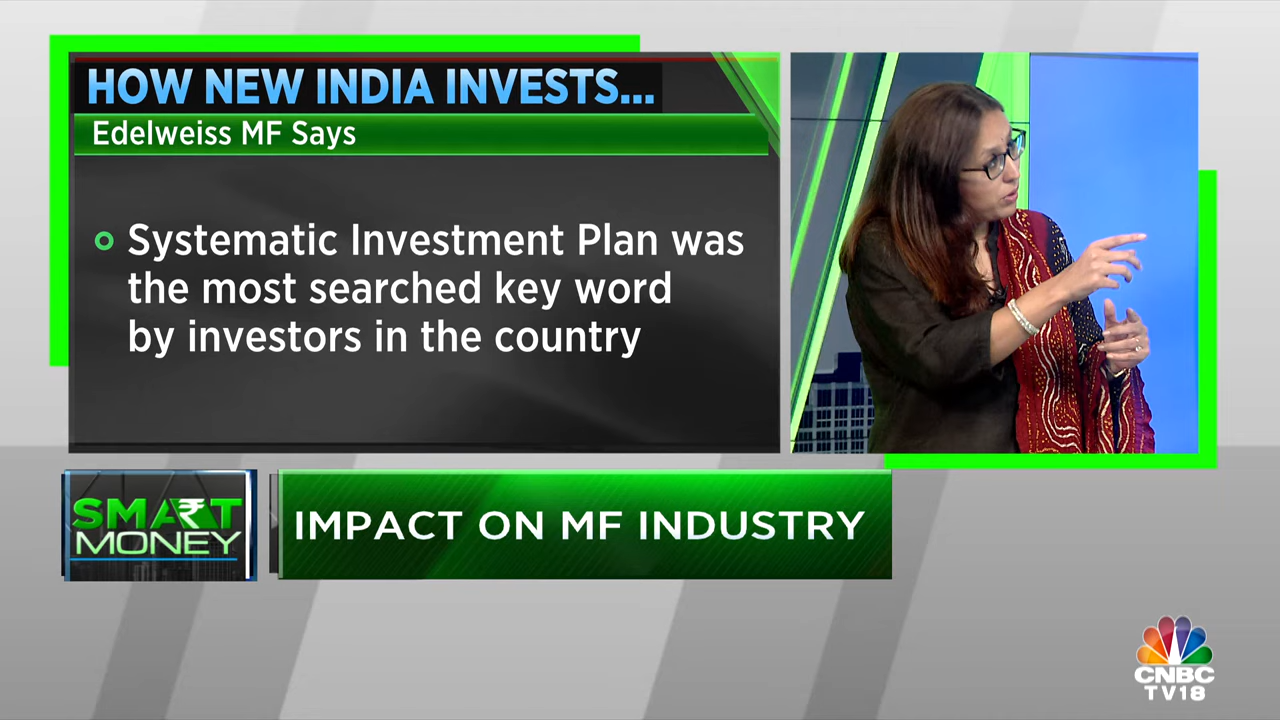 HOW NEW INDIA INVESTS...
Edelweiss MF Says
Systematic Investment Plan was
the most searched key word
by investors in the country
SMA₹T
MONEY
IMPACT ON MF INDUSTRY
CNBC
TV18